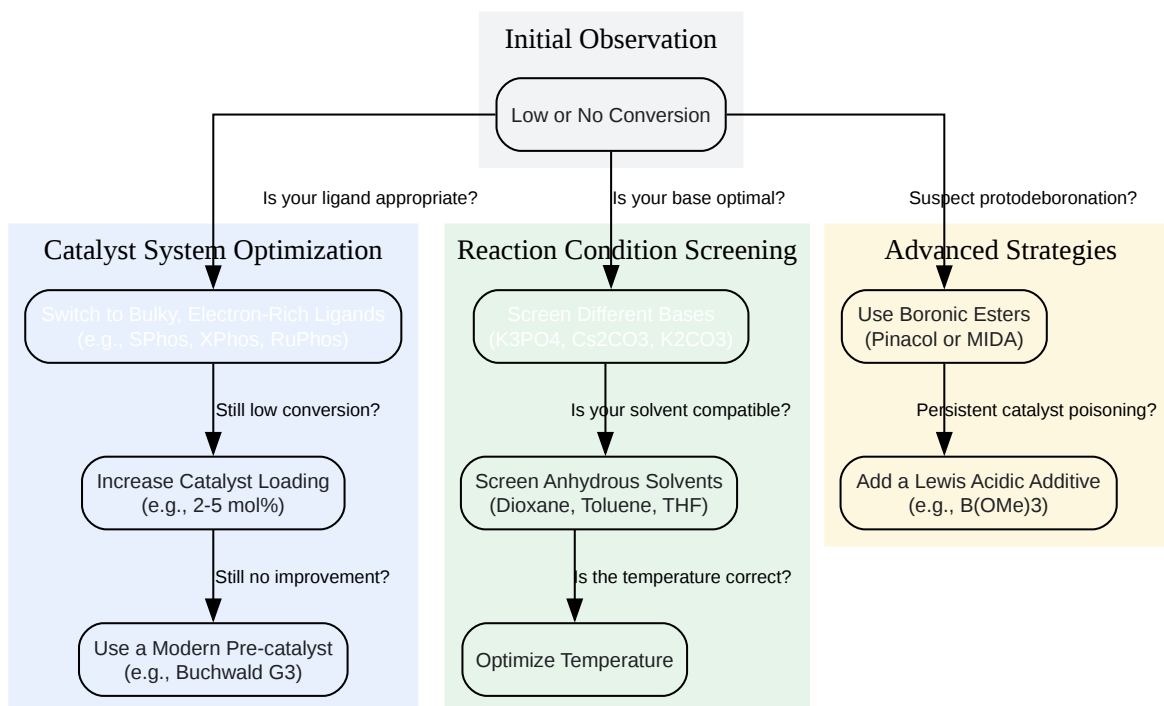 Initial Observation
Low or No Conversion
Is your ligand appropriate?
Is your base optimal?
Suspect protodeboronation?
Catalyst System Optimization
Switch to Bulky, Electron-Rich Ligands
(e.g., SPhos, XPhos, RuPhos)
Still low conversion?
Increase Catalyst Loading
(e.g., 2-5 mol%)
Still no improvement?
Use a Modern Pre-catalyst
(e.g., Buchwald G3)
Reaction Condition Screening
Screen Different Bases
(K3PO4, Cs2CO3, K2CO3)
Is your solvent compatible?
Screen Anhydrous Solvents
(Dioxane, Toluene, THF)
Is the temperature correct?
Optimize Temperature
Advanced Strategies
Use Boronic Esters
(Pinacol or MIDA)
Persistent catalyst poisoning?
Add a Lewis Acidic Additive
(e.g., B(OMe)3)